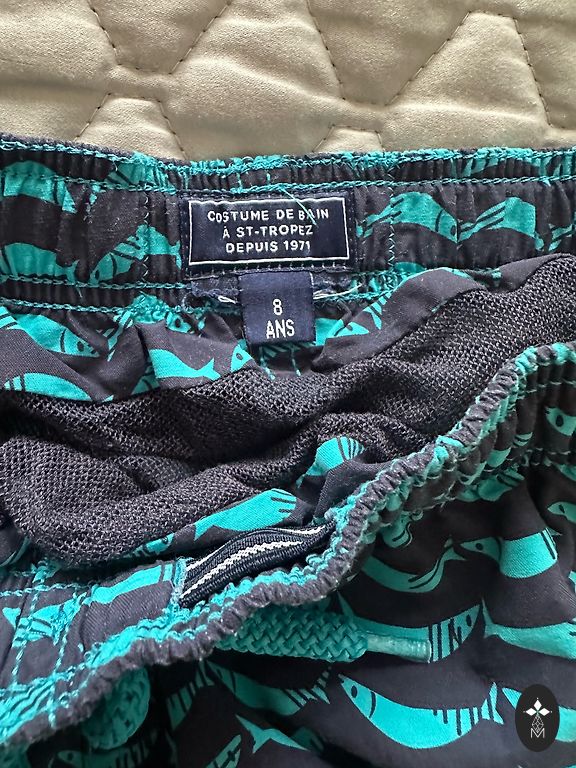 COSTUME DE BAIN
À ST-TROPEZ
DEPUIS 1971
8
ANS
M